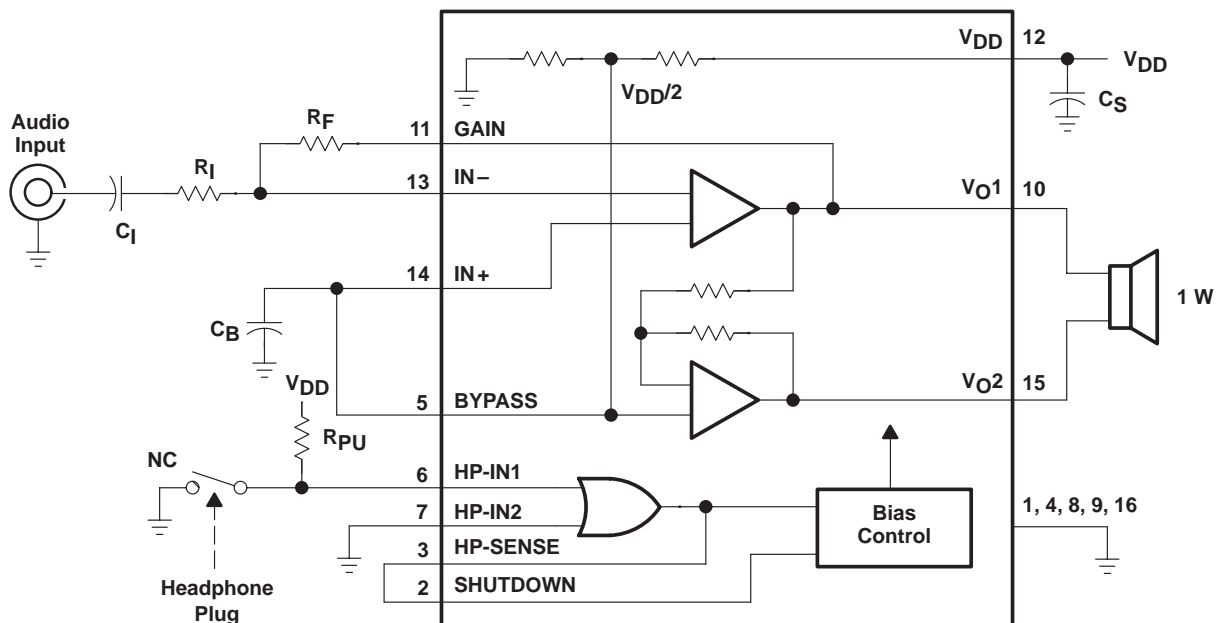 VDD 12
VDD
VDD/2
CS
Audio
Input
RF
11 GAIN
RI
13 IN−
VO1 10
CI
14 IN+
1 W
CB
VDD
VO2 15
5 BYPASS
RPU
NC
6 HP-IN1
1, 4, 8, 9, 16
7 HP-IN2
Bias
Control
3 HP-SENSE
2 SHUTDOWN
Headphone
Plug